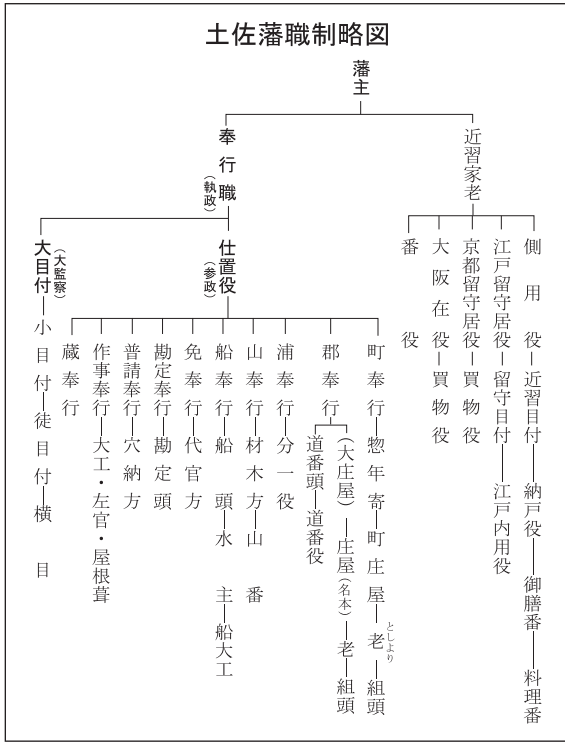 土佐藩職制略図
藩主
近習家老
側用役―近習目付―納戸役―御膳番―料理番
江戸留守居役―留守目付―江戸内用役
京都留守居役―買物役
大阪在役―買物役
番役
奉行職（執政）
仕置役（参政）
町奉行―惣年寄―町庄屋―老―組頭
としより
郡奉行
（大庄屋）―庄屋（名本）―老―組頭
道番頭―道番役
浦奉行―分一役
山奉行―材木方―山番
船奉行―船頭―水主―船大工
免奉行―代官方
勘定奉行―勘定頭
普請奉行―穴納方
作事奉行―大工・左官・屋根葺
蔵奉行
大目付（大監察）―小目付―徒目付―横目